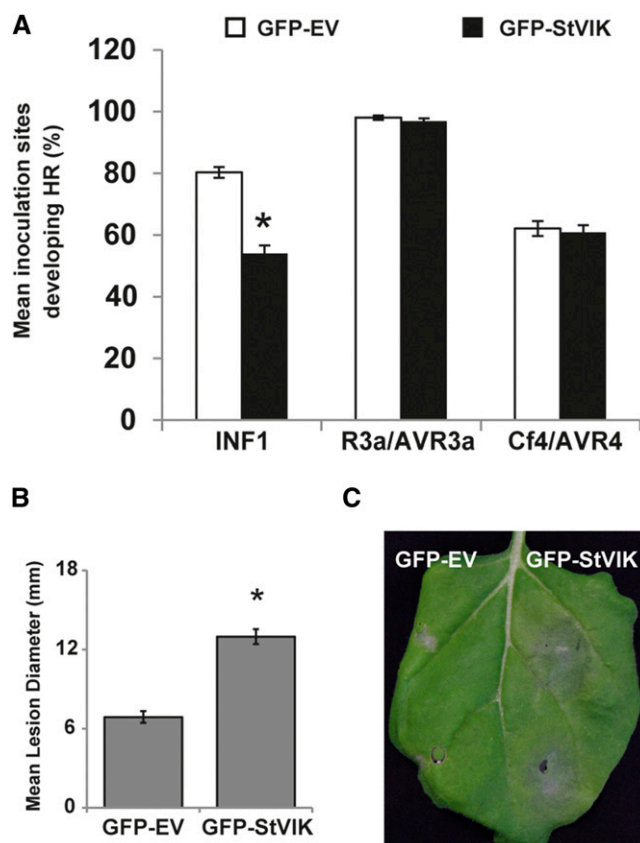 A
GFP-EV GFP-StVIK
Mean inoculation sites
developing HR (%)
120
100
80
60
40
20
0
*
INF1 R3a/AVR3a Cf4/AVR4
B
Mean Lesion Diameter (mm)
18
12
6
0
*
GFP-EV GFP-StVIK
C
GFP-EV GFP-StVIK